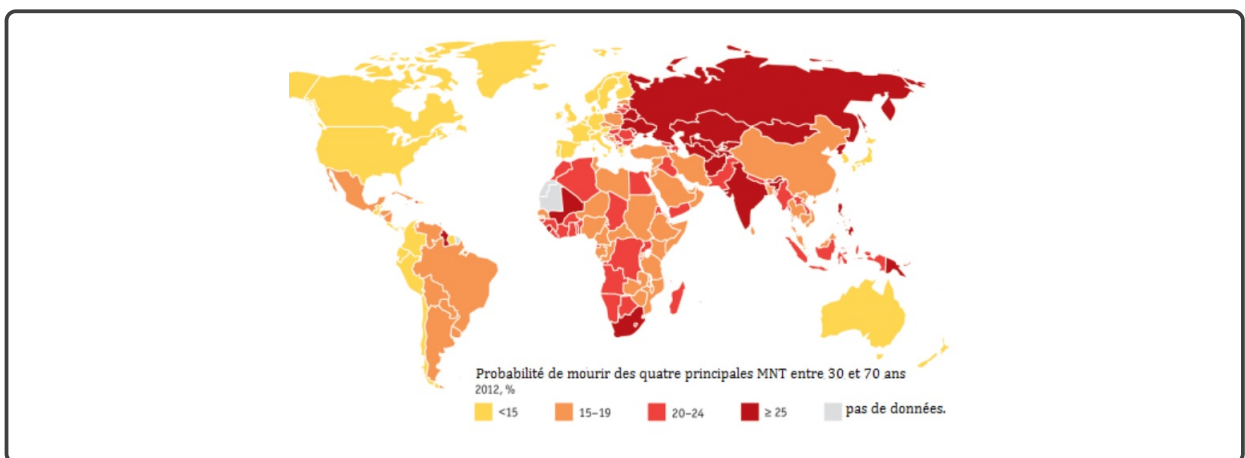 Probabilité de mourir des quatre principales MNT entre 30 et 70 ans
2012, %
<15 15–19 20–24 ≥ 25 pas de données.